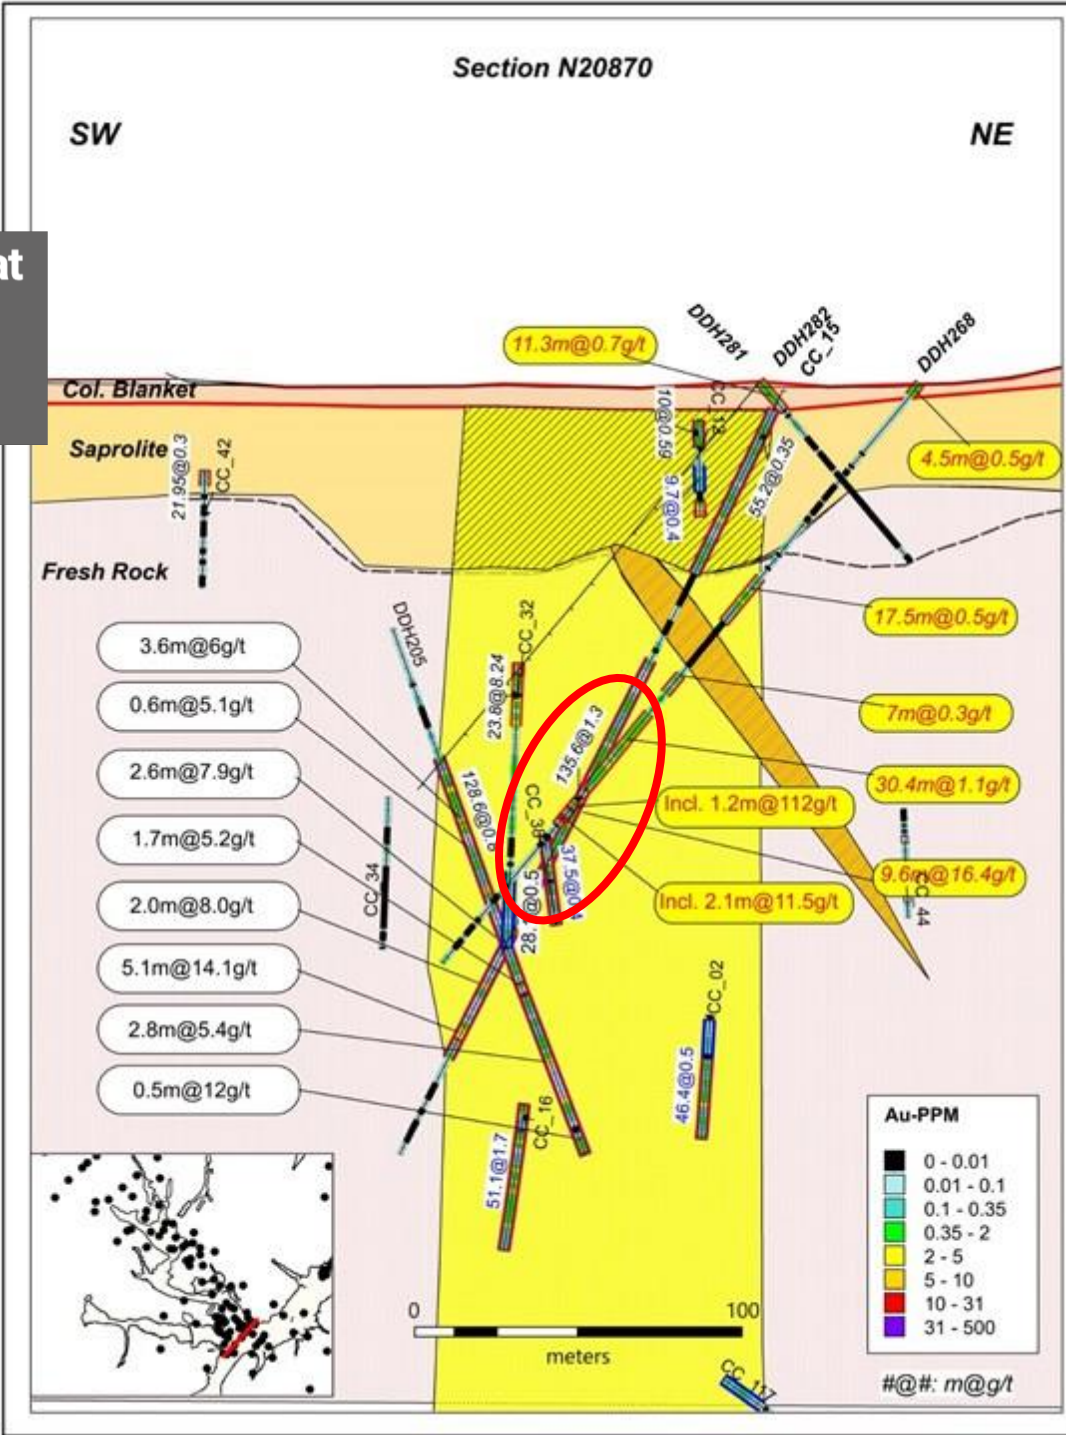 Section N20870
SW
NE
at
DDH281
DDH282
CC_15
DDH268
11.3m@0.7g/t
Col. Blanket
Saprolite
21.95@0.3
CC_42
10@0.59
9.7@0.4
55.2@0.35
4.5m@0.5g/t
Fresh Rock
DDH205
CC_32
23.8@8.24
17.5m@0.5g/t
3.6m@6g/t
0.6m@5.1g/t
2.6m@7.9g/t
1.7m@5.2g/t
2.0m@8.0g/t
5.1m@14.1g/t
2.8m@5.4g/t
0.5m@12g/t
7m@0.3g/t
135.6@1.3
30.4m@1.1g/t
Incl. 1.2m@112g/t
9.6m@16.4g/t
Incl. 2.1m@11.5g/t
CC_34
CC_44
CC_02
46.4@0.5
CC_16
51.1@1.7
0
100
meters
CC_117
Au-PPM
0 - 0.01
0.01 - 0.1
0.1 - 0.35
0.35 - 2
2 - 5
5 - 10
10 - 31
31 - 500
#@#: m@g/t